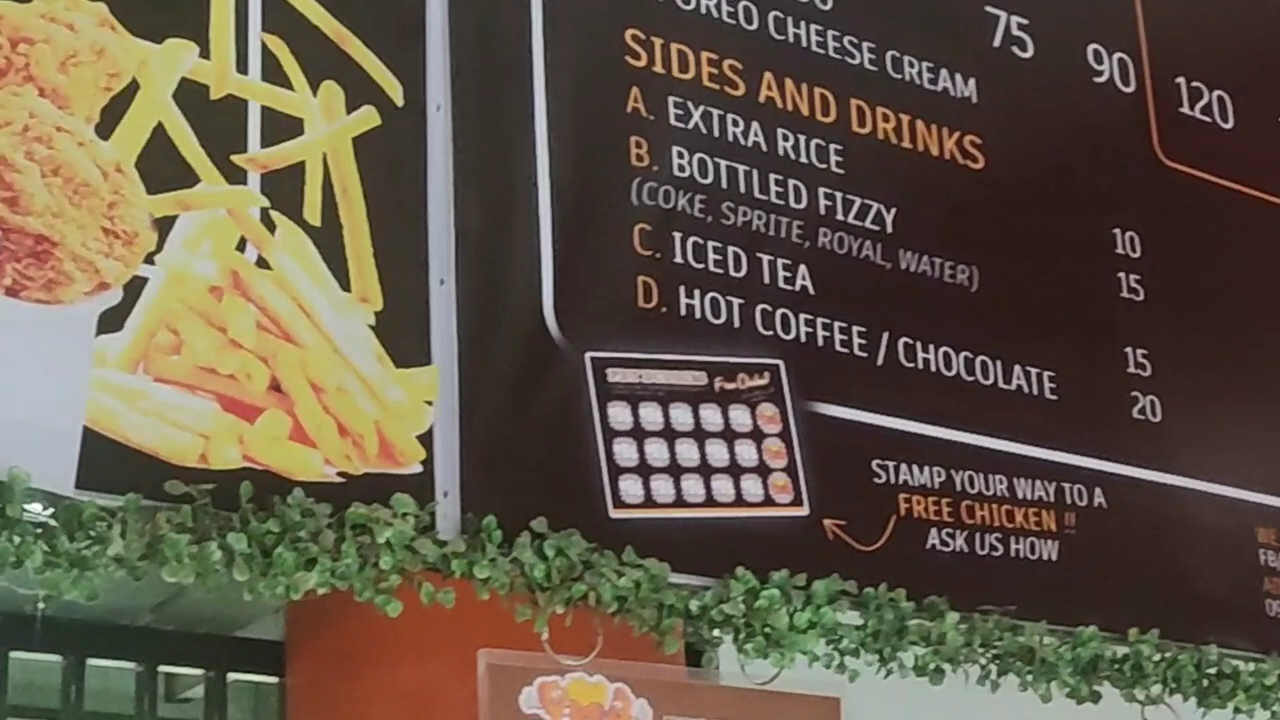 OREO CHEESE CREAM 75 90 120
SIDES AND DRINKS
A. EXTRA RICE 10
B. BOTTLED FIZZY 15
(COKE, SPRITE, ROYAL, WATER)
C. ICED TEA 15
D. HOT COFFEE / CHOCOLATE 20
STAMP YOUR WAY TO A
FREE CHICKEN !!
ASK US HOW